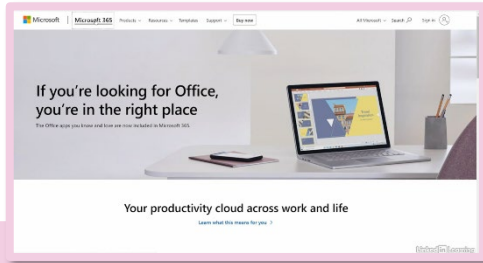 Microsoft
Microsoft 365
Products
Resources
Templates
Support
Buy now
All Microsoft
Search
Sign in
If you're looking for Office,
you're in the right place
The Office apps you know and love are now included in Microsoft 365.
Your productivity cloud across work and life
Learn what this means for you
LinkedIn Learning